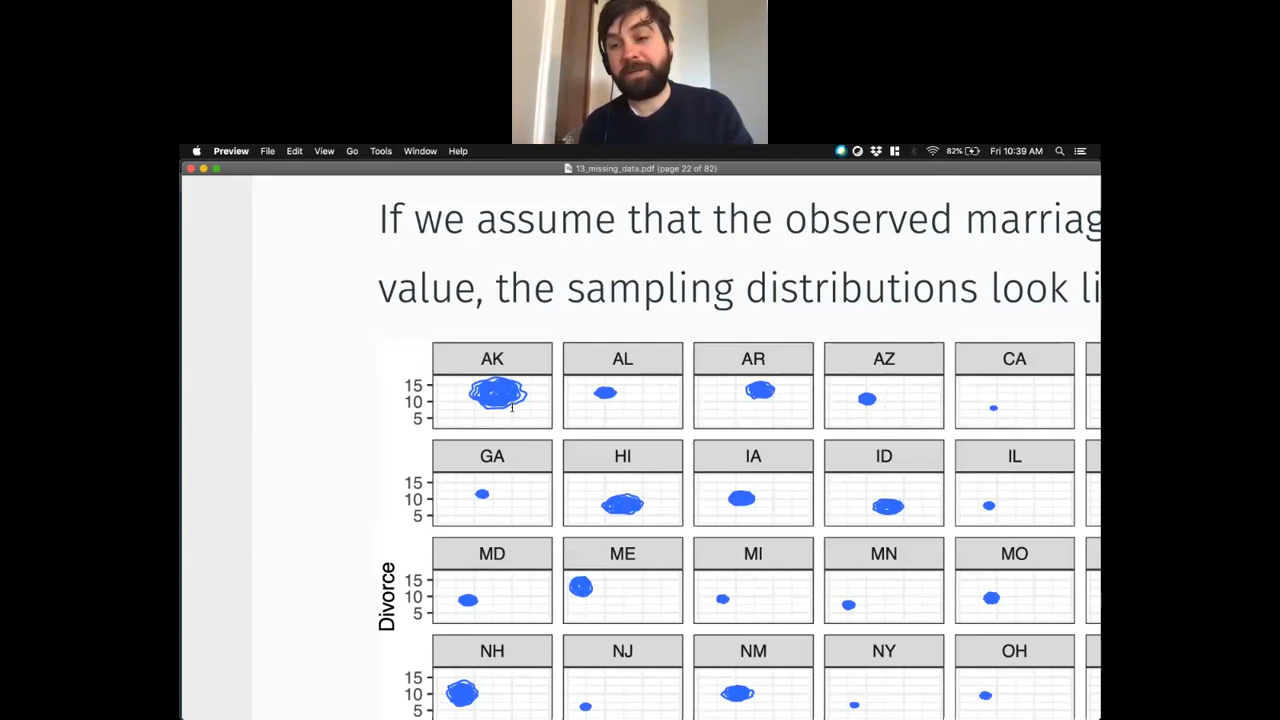 Preview File Edit View Go Tools Window Help 82% Fri 10:39 AM
13_missing_data.pdf (page 22 of 82)
If we assume that the observed marriag
value, the sampling distributions look li
AK AL AR AZ CA
15
10
5
GA HI IA ID IL
15
10
5
MD ME MI MN MO
15
10
5
Divorce
NH NJ NM NY OH
15
10
5